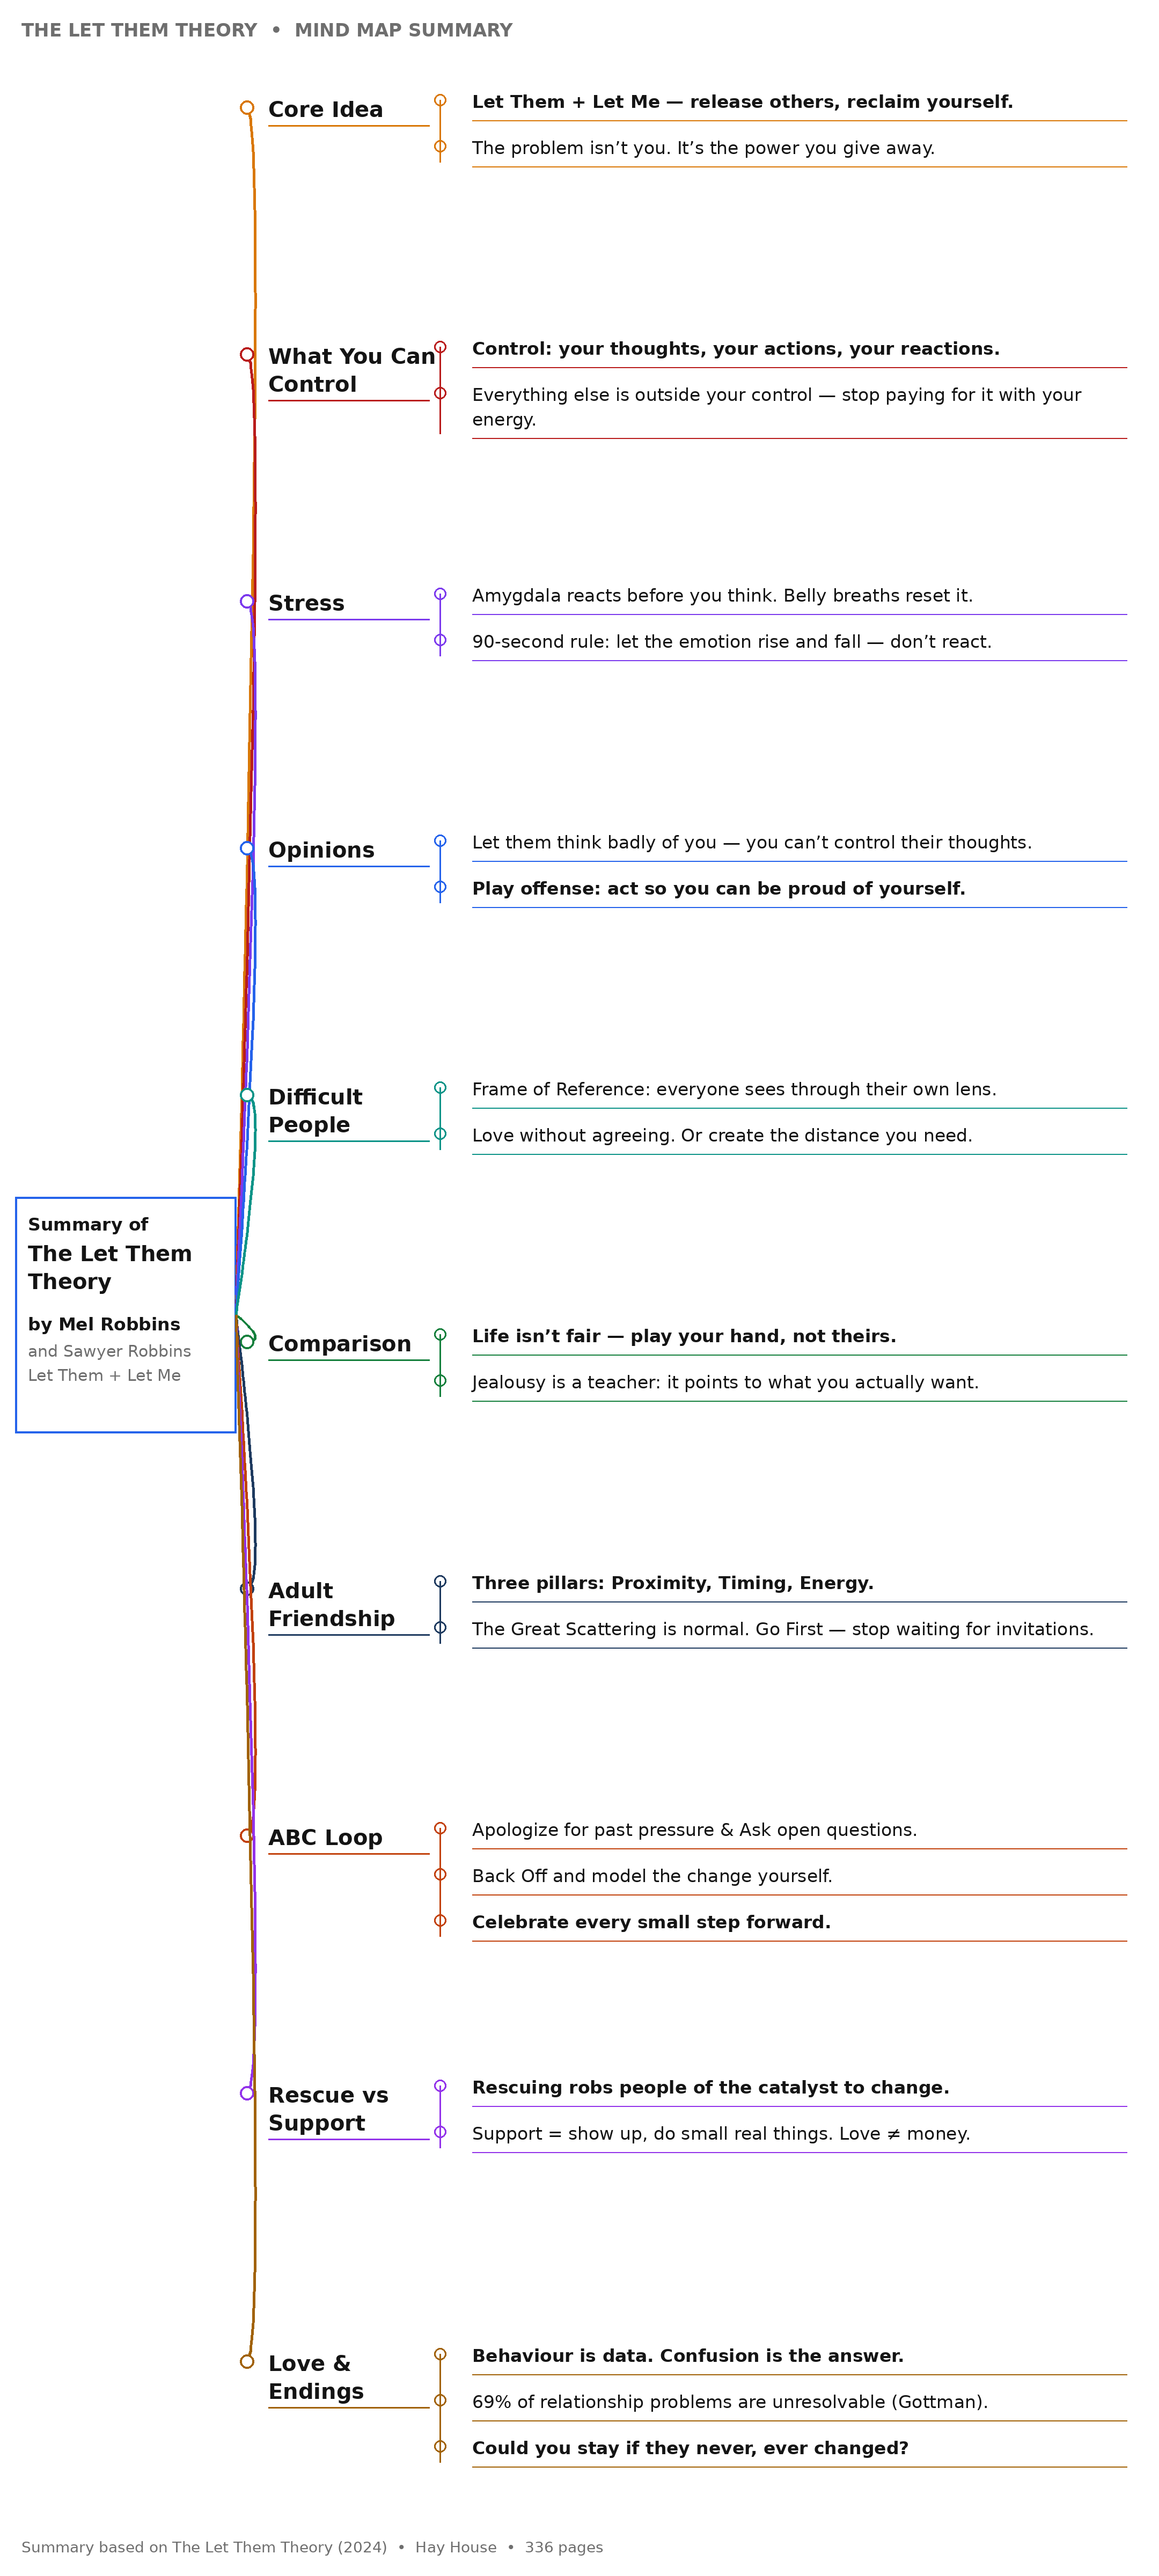 THE LET THEM THEORY • MIND MAP SUMMARY
Core Idea
Let Them + Let Me — release others, reclaim yourself.
The problem isn’t you. It’s the power you give away.
What You Can
Control
Control: your thoughts, your actions, your reactions.
Everything else is outside your control — stop paying for it with your
energy.
Stress
Amygdala reacts before you think. Belly breaths reset it.
90-second rule: let the emotion rise and fall — don’t react.
Opinions
Let them think badly of you — you can’t control their thoughts.
Play offense: act so you can be proud of yourself.
Difficult
People
Frame of Reference: everyone sees through their own lens.
Love without agreeing. Or create the distance you need.
Summary of
The Let Them
Theory
by Mel Robbins
and Sawyer Robbins
Let Them + Let Me
Comparison
Life isn’t fair — play your hand, not theirs.
Jealousy is a teacher: it points to what you actually want.
Adult
Friendship
Three pillars: Proximity, Timing, Energy.
The Great Scattering is normal. Go First — stop waiting for invitations.
ABC Loop
Apologize for past pressure & Ask open questions.
Back Off and model the change yourself.
Celebrate every small step forward.
Rescue vs
Support
Rescuing robs people of the catalyst to change.
Support = show up, do small real things. Love ≠ money.
Love &
Endings
Behaviour is data. Confusion is the answer.
69% of relationship problems are unresolvable (Gottman).
Could you stay if they never, ever changed?
Summary based on The Let Them Theory (2024) • Hay House • 336 pages